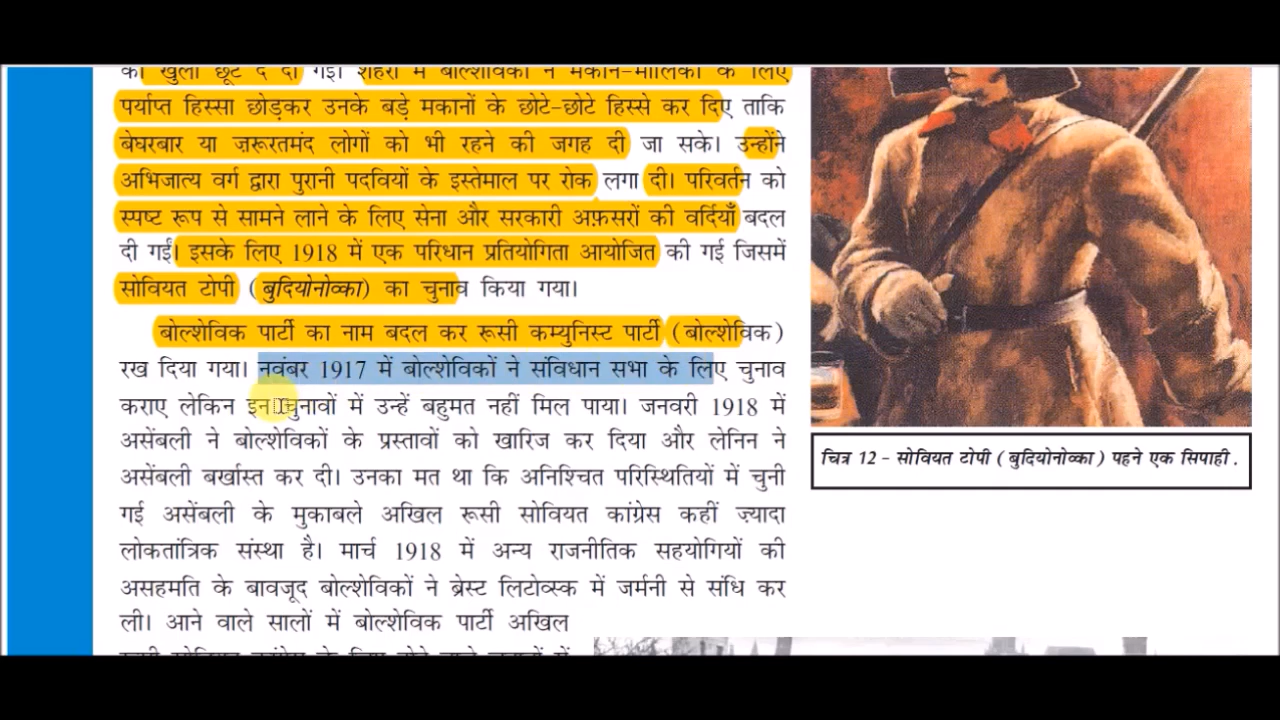 की खुली छूट दे दी गई। शहरों में बोल्शेविकों ने मकान-मालिकों के लिए
पर्याप्त हिस्सा छोड़कर उनके बड़े मकानों के छोटे-छोटे हिस्से कर दिए ताकि
बेघरबार या ज़रूरतमंद लोगों को भी रहने की जगह दी जा सके। उन्होंने
अभिजात्य वर्ग द्वारा पुरानी पदवियों के इस्तेमाल पर रोक लगा दी। परिवर्तन को
स्पष्ट रूप से सामने लाने के लिए सेना और सरकारी अफ़सरों की वर्दियाँ बदल
दी गईं। इसके लिए 1918 में एक परिधान प्रतियोगिता आयोजित की गई जिसमें
सोवियत टोपी (बुदियोनोव्का) का चुनाव किया गया।
बोल्शेविक पार्टी का नाम बदल कर रूसी कम्युनिस्ट पार्टी (बोल्शेविक)
रख दिया गया। नवंबर 1917 में बोल्शेविकों ने संविधान सभा के लिए चुनाव
कराए लेकिन इन चुनावों में उन्हें बहुमत नहीं मिल पाया। जनवरी 1918 में
असेंबली ने बोल्शेविकों के प्रस्तावों को खारिज कर दिया और लेनिन ने
असेंबली बर्खास्त कर दी। उनका मत था कि अनिश्चित परिस्थितियों में चुनी
गई असेंबली के मुकाबले अखिल रूसी सोवियत कांग्रेस कहीं ज़्यादा
लोकतांत्रिक संस्था है। मार्च 1918 में अन्य राजनीतिक सहयोगियों की
असहमति के बावजूद बोल्शेविकों ने ब्रेस्ट लिटोव्स्क में जर्मनी से संधि कर
ली। आने वाले सालों में बोल्शेविक पार्टी अखिल
चित्र 12 - सोवियत टोपी (बुदियोनोव्का) पहने एक सिपाही.